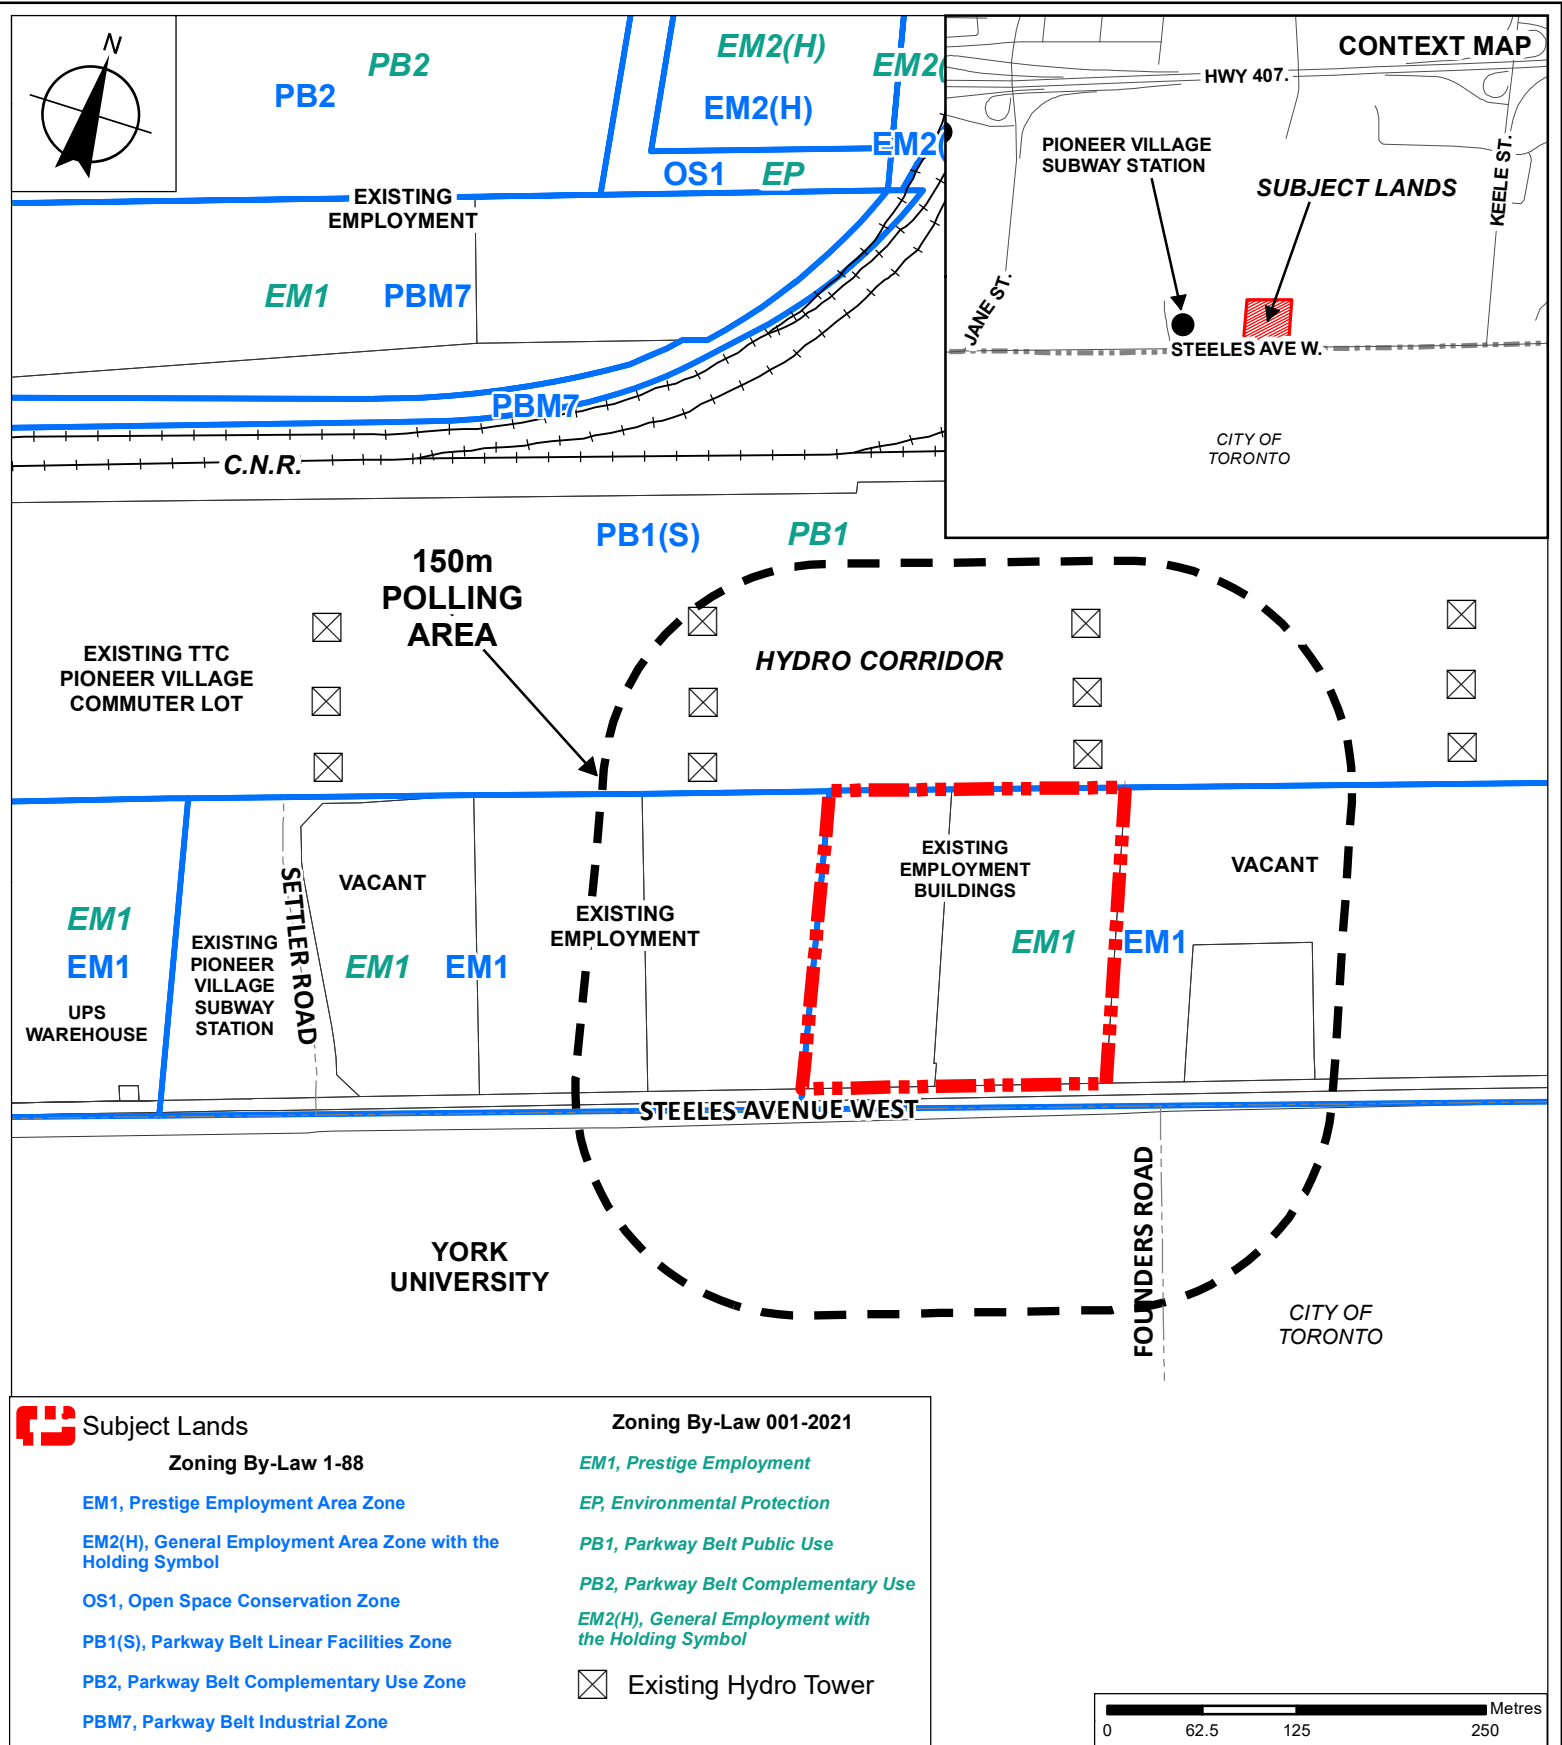 N
PB2
PB2
EM2(H)
EM2(H)
EM2(
EM2(
OS1
EP
EXISTING
EMPLOYMENT
EM1
PBM7
PBM7
C.N.R.
CONTEXT MAP
HWY 407.
PIONEER VILLAGE
SUBWAY STATION
SUBJECT LANDS
KEELE ST.
JANE ST.
STEELES AVE W.
CITY OF
TORONTO
PB1(S)
PB1
150m
POLLING
AREA
EXISTING TTC
PIONEER VILLAGE
COMMUTER LOT
HYDRO CORRIDOR
EM1
EM1
UPS
WAREHOUSE
EXISTING
PIONEER
VILLAGE
SUBWAY
STATION
SETTLER ROAD
VACANT
EM1
EM1
EXISTING
EMPLOYMENT
EXISTING
EMPLOYMENT
BUILDINGS
EM1
EM1
VACANT
STEELES AVENUE WEST
FOUNDERS ROAD
YORK
UNIVERSITY
CITY OF
TORONTO
Subject Lands
Zoning By-Law 1-88
EM1, Prestige Employment Area Zone
EM2(H), General Employment Area Zone with the
Holding Symbol
OS1, Open Space Conservation Zone
PB1(S), Parkway Belt Linear Facilities Zone
PB2, Parkway Belt Complementary Use Zone
PBM7, Parkway Belt Industrial Zone
Zoning By-Law 001-2021
EM1, Prestige Employment
EP, Environmental Protection
PB1, Parkway Belt Public Use
PB2, Parkway Belt Complementary Use
EM2(H), General Employment with
the Holding Symbol
Existing Hydro Tower
Metres
0 62.5 125 250